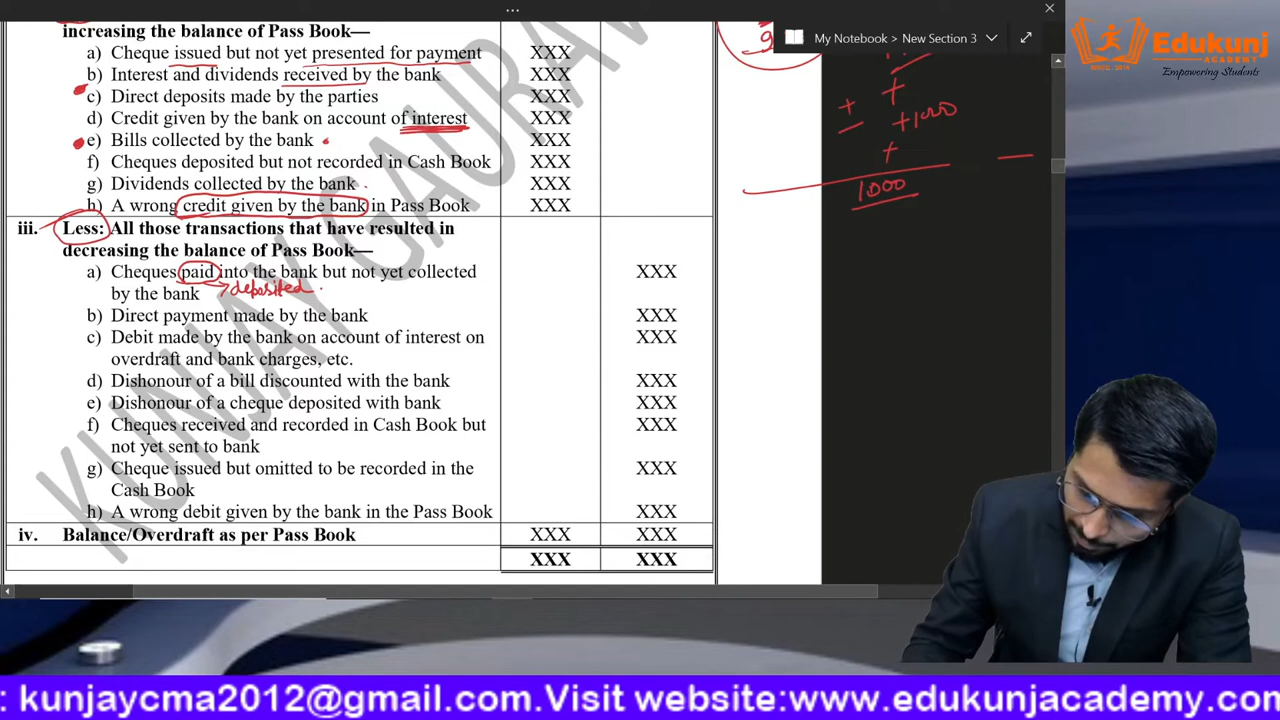 ...
My Notebook › New Section 3
Edukunj
ACADEMY
ESTD. : 2014
Empowering Students
increasing the balance of Pass Book—
a) Cheque issued but not yet presented for payment XXX
b) Interest and dividends received by the bank XXX
c) Direct deposits made by the parties XXX
d) Credit given by the bank on account of interest XXX
e) Bills collected by the bank XXX
f) Cheques deposited but not recorded in Cash Book XXX
g) Dividends collected by the bank XXX
h) A wrong credit given by the bank in Pass Book XXX
+
+ +1000
+
1000
iii. Less: All those transactions that have resulted in
decreasing the balance of Pass Book—
a) Cheques paid into the bank but not yet collected XXX
by the bank deposited
b) Direct payment made by the bank XXX
c) Debit made by the bank on account of interest on XXX
overdraft and bank charges, etc.
d) Dishonour of a bill discounted with the bank XXX
e) Dishonour of a cheque deposited with bank XXX
f) Cheques received and recorded in Cash Book but XXX
not yet sent to bank
g) Cheque issued but omitted to be recorded in the XXX
Cash Book
h) A wrong debit given by the bank in the Pass Book XXX
iv. Balance/Overdraft as per Pass Book XXX XXX
XXX XXX
KUNJAY GAURA
: kunjaycma2012@gmail.com.Visit website:www.edukunjacademy.com